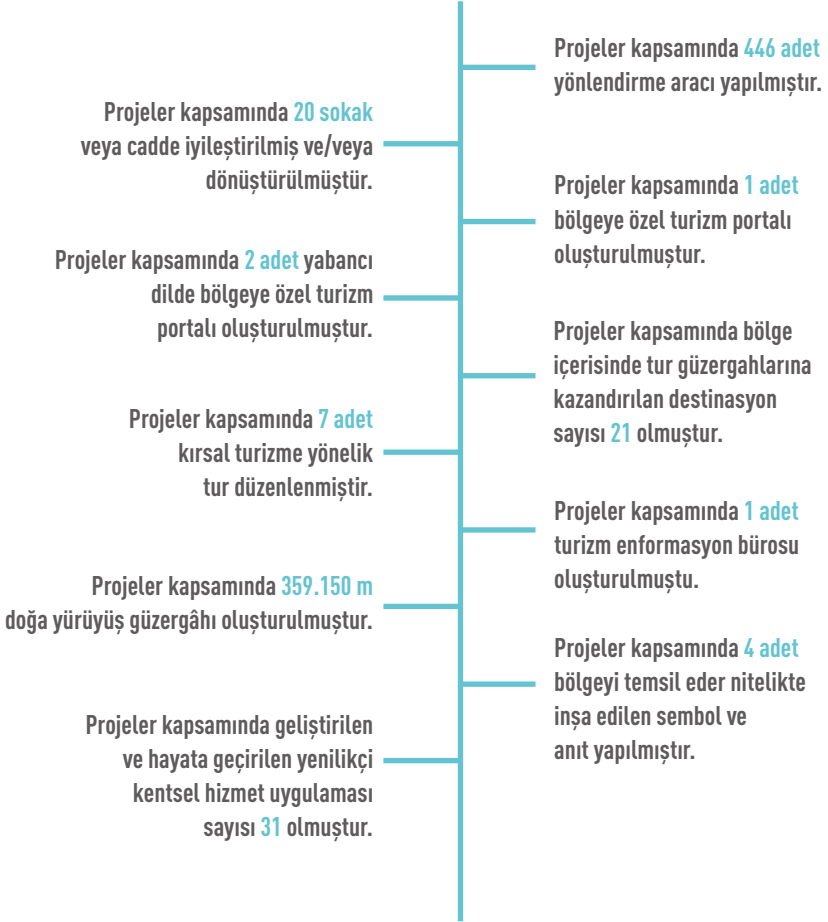 Projeler kapsamında 446 adet
yönlendirme aracı yapılmıştır.
Projeler kapsamında 20 sokak
veya cadde iyileştirilmiş ve/veya
dönüştürülmüştür.
Projeler kapsamında 1 adet
bölgeye özel turizm portalı
oluşturulmuştur.
Projeler kapsamında 2 adet yabancı
dilde bölgeye özel turizm
portalı oluşturulmuştur.
Projeler kapsamında bölge
içerisinde tur güzergahlarına
kazandırılan destinasyon
sayısı 21 olmuştur.
Projeler kapsamında 7 adet
kırsal turizme yönelik
tur düzenlenmiştir.
Projeler kapsamında 1 adet
turizm enformasyon bürosu
oluşturulmuştu.
Projeler kapsamında 359.150 m
doğa yürüyüş güzergâhı oluşturulmuştur.
Projeler kapsamında 4 adet
bölgeyi temsil eder nitelikte
inşa edilen sembol ve
anıt yapılmıştır.
Projeler kapsamında geliştirilen
ve hayata geçirilen yenilikçi
kentsel hizmet uygulaması
sayısı 31 olmuştur.